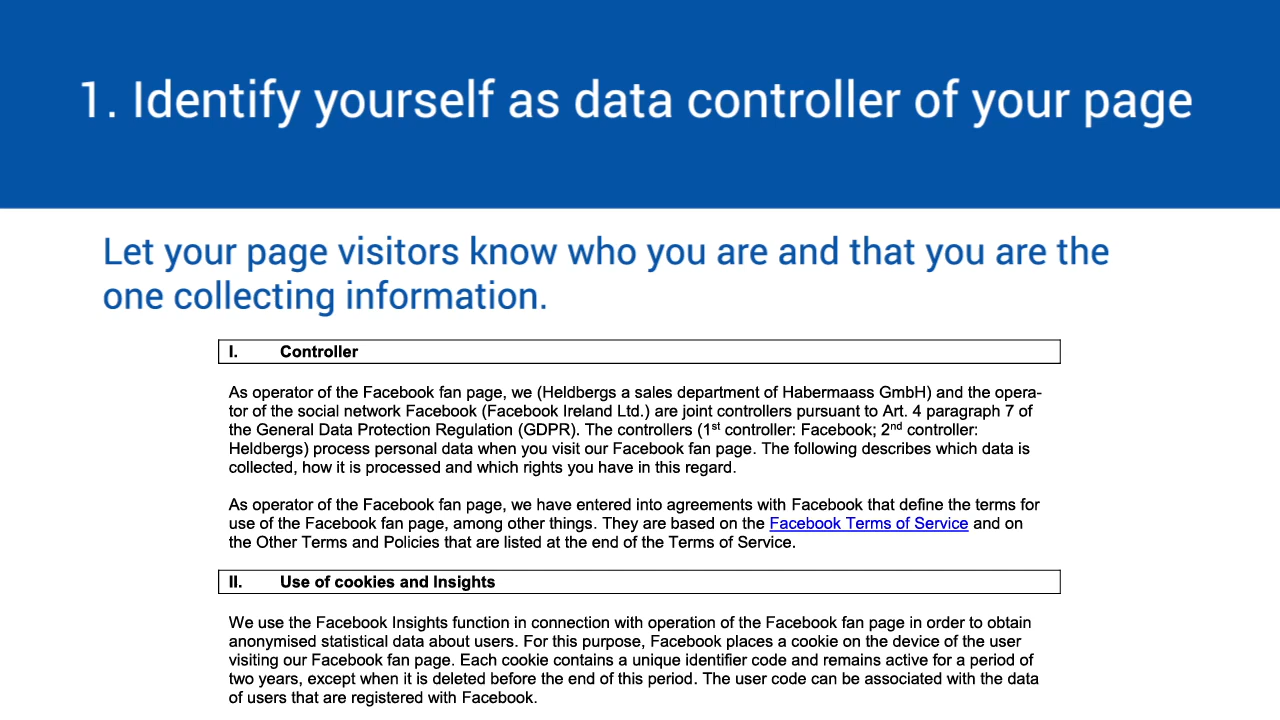 1. Identify yourself as data controller of your page
Let your page visitors know who you are and that you are the
one collecting information.
I. Controller
As operator of the Facebook fan page, we (Heldbergs a sales department of Habermaass GmbH) and the opera-
tor of the social network Facebook (Facebook Ireland Ltd.) are joint controllers pursuant to Art. 4 paragraph 7 of
the General Data Protection Regulation (GDPR). The controllers (1st controller: Facebook; 2nd controller:
Heldbergs) process personal data when you visit our Facebook fan page. The following describes which data is
collected, how it is processed and which rights you have in this regard.
As operator of the Facebook fan page, we have entered into agreements with Facebook that define the terms for
use of the Facebook fan page, among other things. They are based on the Facebook Terms of Service and on
the Other Terms and Policies that are listed at the end of the Terms of Service.
II. Use of cookies and Insights
We use the Facebook Insights function in connection with operation of the Facebook fan page in order to obtain
anonymised statistical data about users. For this purpose, Facebook places a cookie on the device of the user
visiting our Facebook fan page. Each cookie contains a unique identifier code and remains active for a period of
two years, except when it is deleted before the end of this period. The user code can be associated with the data
of users that are registered with Facebook.